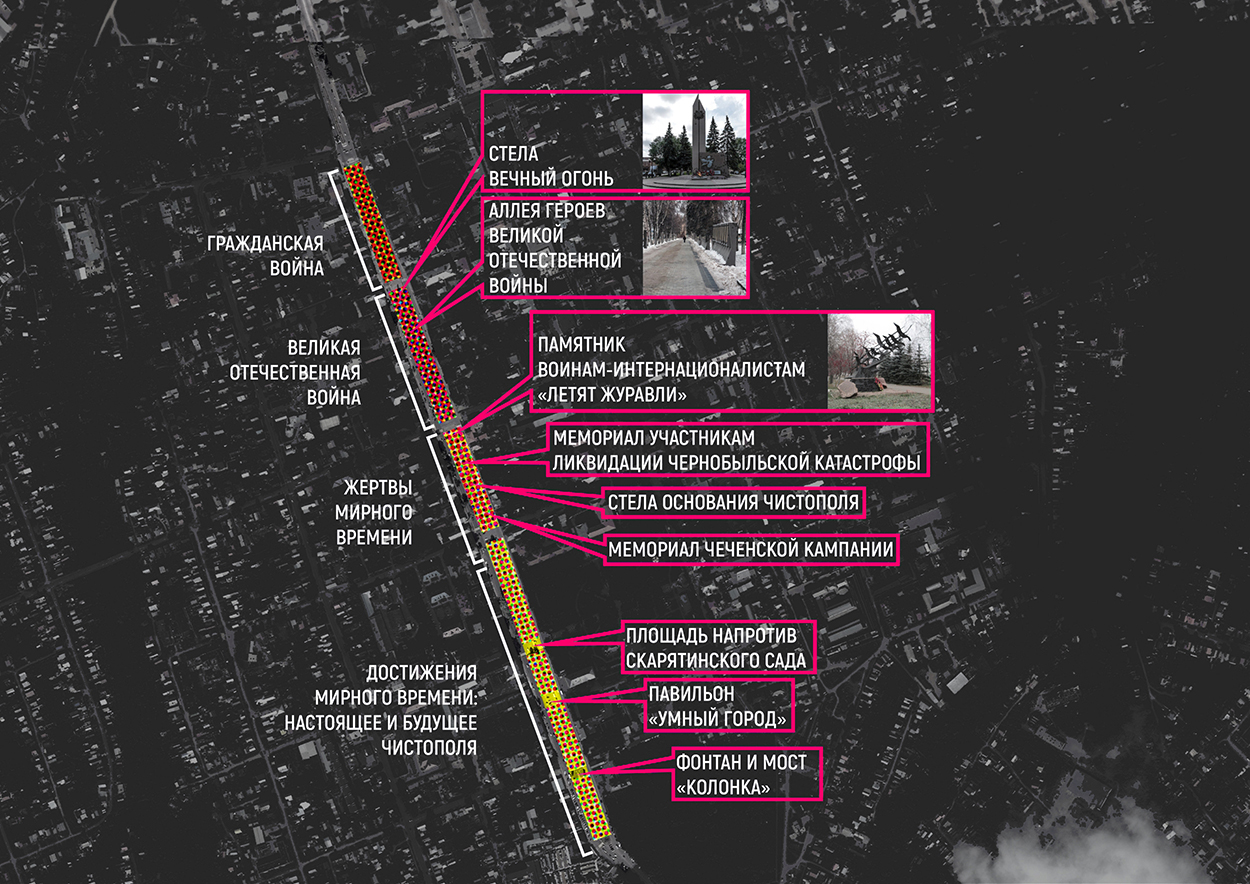 СТЕЛА
ВЕЧНЫЙ ОГОНЬ
АЛЛЕЯ ГЕРОЕВ
ВЕЛИКОЙ
ОТЕЧЕСТВЕННОЙ
ВОЙНЫ
ГРАЖДАНСКАЯ
ВОЙНА
ВЕЛИКАЯ
ОТЕЧЕСТВЕННАЯ
ВОЙНА
ПАМЯТНИК
ВОИНАМ-ИНТЕРНАЦИОНАЛИСТАМ
«ЛЕТЯТ ЖУРАВЛИ»
МЕМОРИАЛ УЧАСТНИКАМ
ЛИКВИДАЦИИ ЧЕРНОБЫЛЬСКОЙ КАТАСТРОФЫ
ЖЕРТВЫ
МИРНОГО
ВРЕМЕНИ
СТЕЛА ОСНОВАНИЯ ЧИСТОПОЛЯ
МЕМОРИАЛ ЧЕЧЕНСКОЙ КАМПАНИИ
ПЛОЩАДЬ НАПРОТИВ
СКАРЯТИНСКОГО САДА
ДОСТИЖЕНИЯ
МИРНОГО ВРЕМЕНИ:
НАСТОЯЩЕЕ И БУДУЩЕЕ
ЧИСТОПОЛЯ
ПАВИЛЬОН
«УМНЫЙ ГОРОД»
ФОНТАН И МОСТ
«КОЛОНКА»